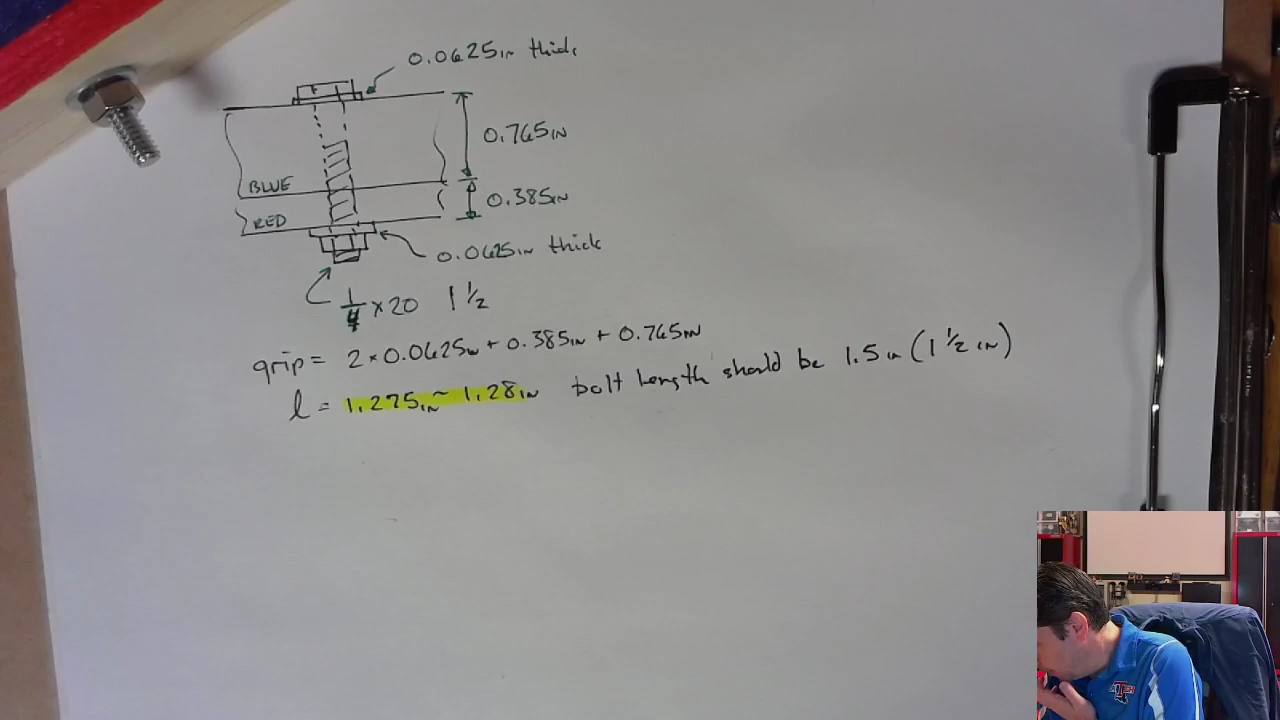 0.0625in thick
0.765IN
BLUE
0.385IN
RED
0.0625in thick
1/4 x 20 1 1/2
grip = 2 x 0.0625in + 0.385in + 0.765IN
l = 1.275in ~ 1.28in bolt length should be 1.5in (1 1/2 in)